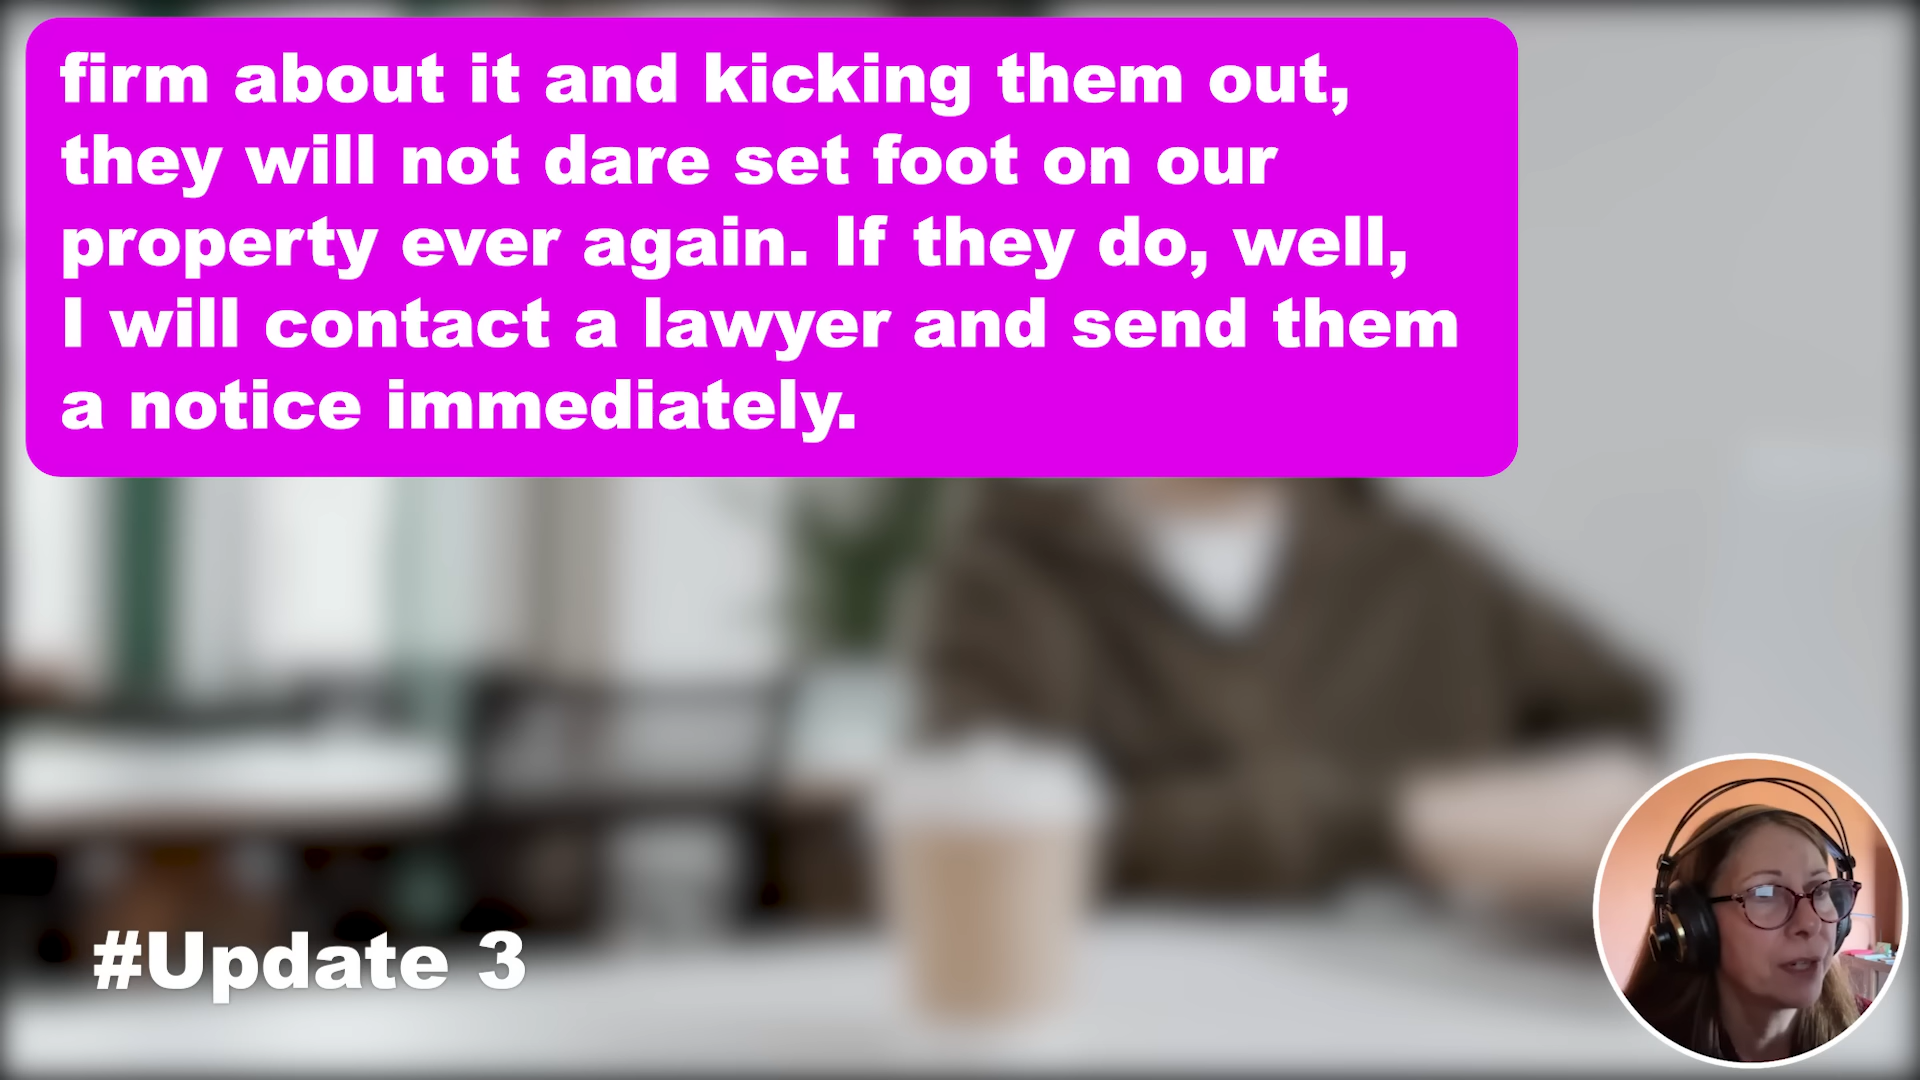 firm about it and kicking them out,
they will not dare set foot on our
property ever again. If they do, well,
I will contact a lawyer and send them
a notice immediately.
#Update 3